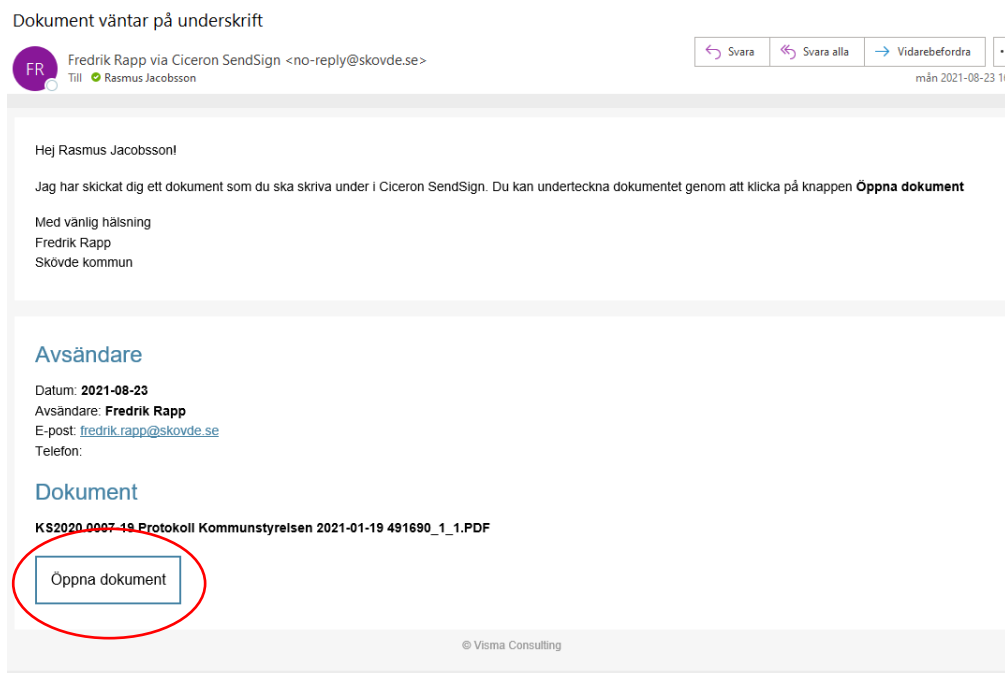 Dokument väntar på underskrift
FR
Fredrik Rapp via Ciceron SendSign <no-reply@skovde.se>
Till Rasmus Jacobsson
Svara
Svara alla
Vidarebefordra
mån 2021-08-23
Hej Rasmus Jacobsson!
Jag har skickat dig ett dokument som du ska skriva under i Ciceron SendSign. Du kan underteckna dokumentet genom att klicka på knappen Öppna dokument
Med vänlig hälsning
Fredrik Rapp
Skövde kommun
Avsändare
Datum: 2021-08-23
Avsändare: Fredrik Rapp
E-post: fredrik.rapp@skovde.se
Telefon:
Dokument
KS2020.0007-19 Protokoll Kommunstyrelsen 2021-01-19 491690_1_1.PDF
Öppna dokument
© Visma Consulting